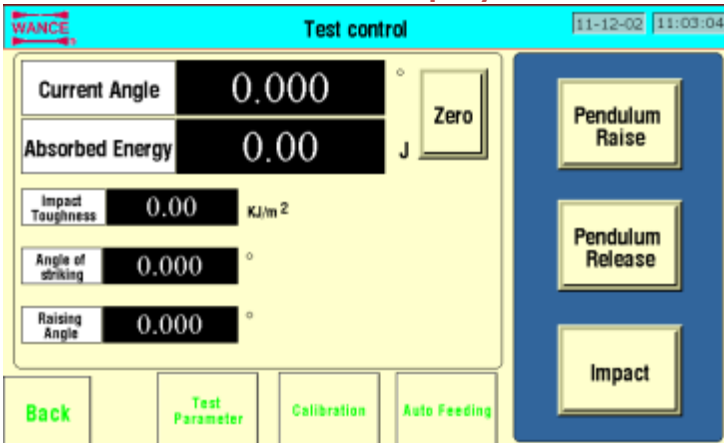 WANCE
Test control
11-12-02 11:03:04
Current Angle 0.000 °
Zero
Absorbed Energy 0.00 J
Impact
Toughness 0.00 KJ/m 2
Angle of
striking 0.000 °
Raising
Angle 0.000 °
Pendulum
Raise
Pendulum
Release
Impact
Back
Test
Parameter
Calibration
Auto Feeding